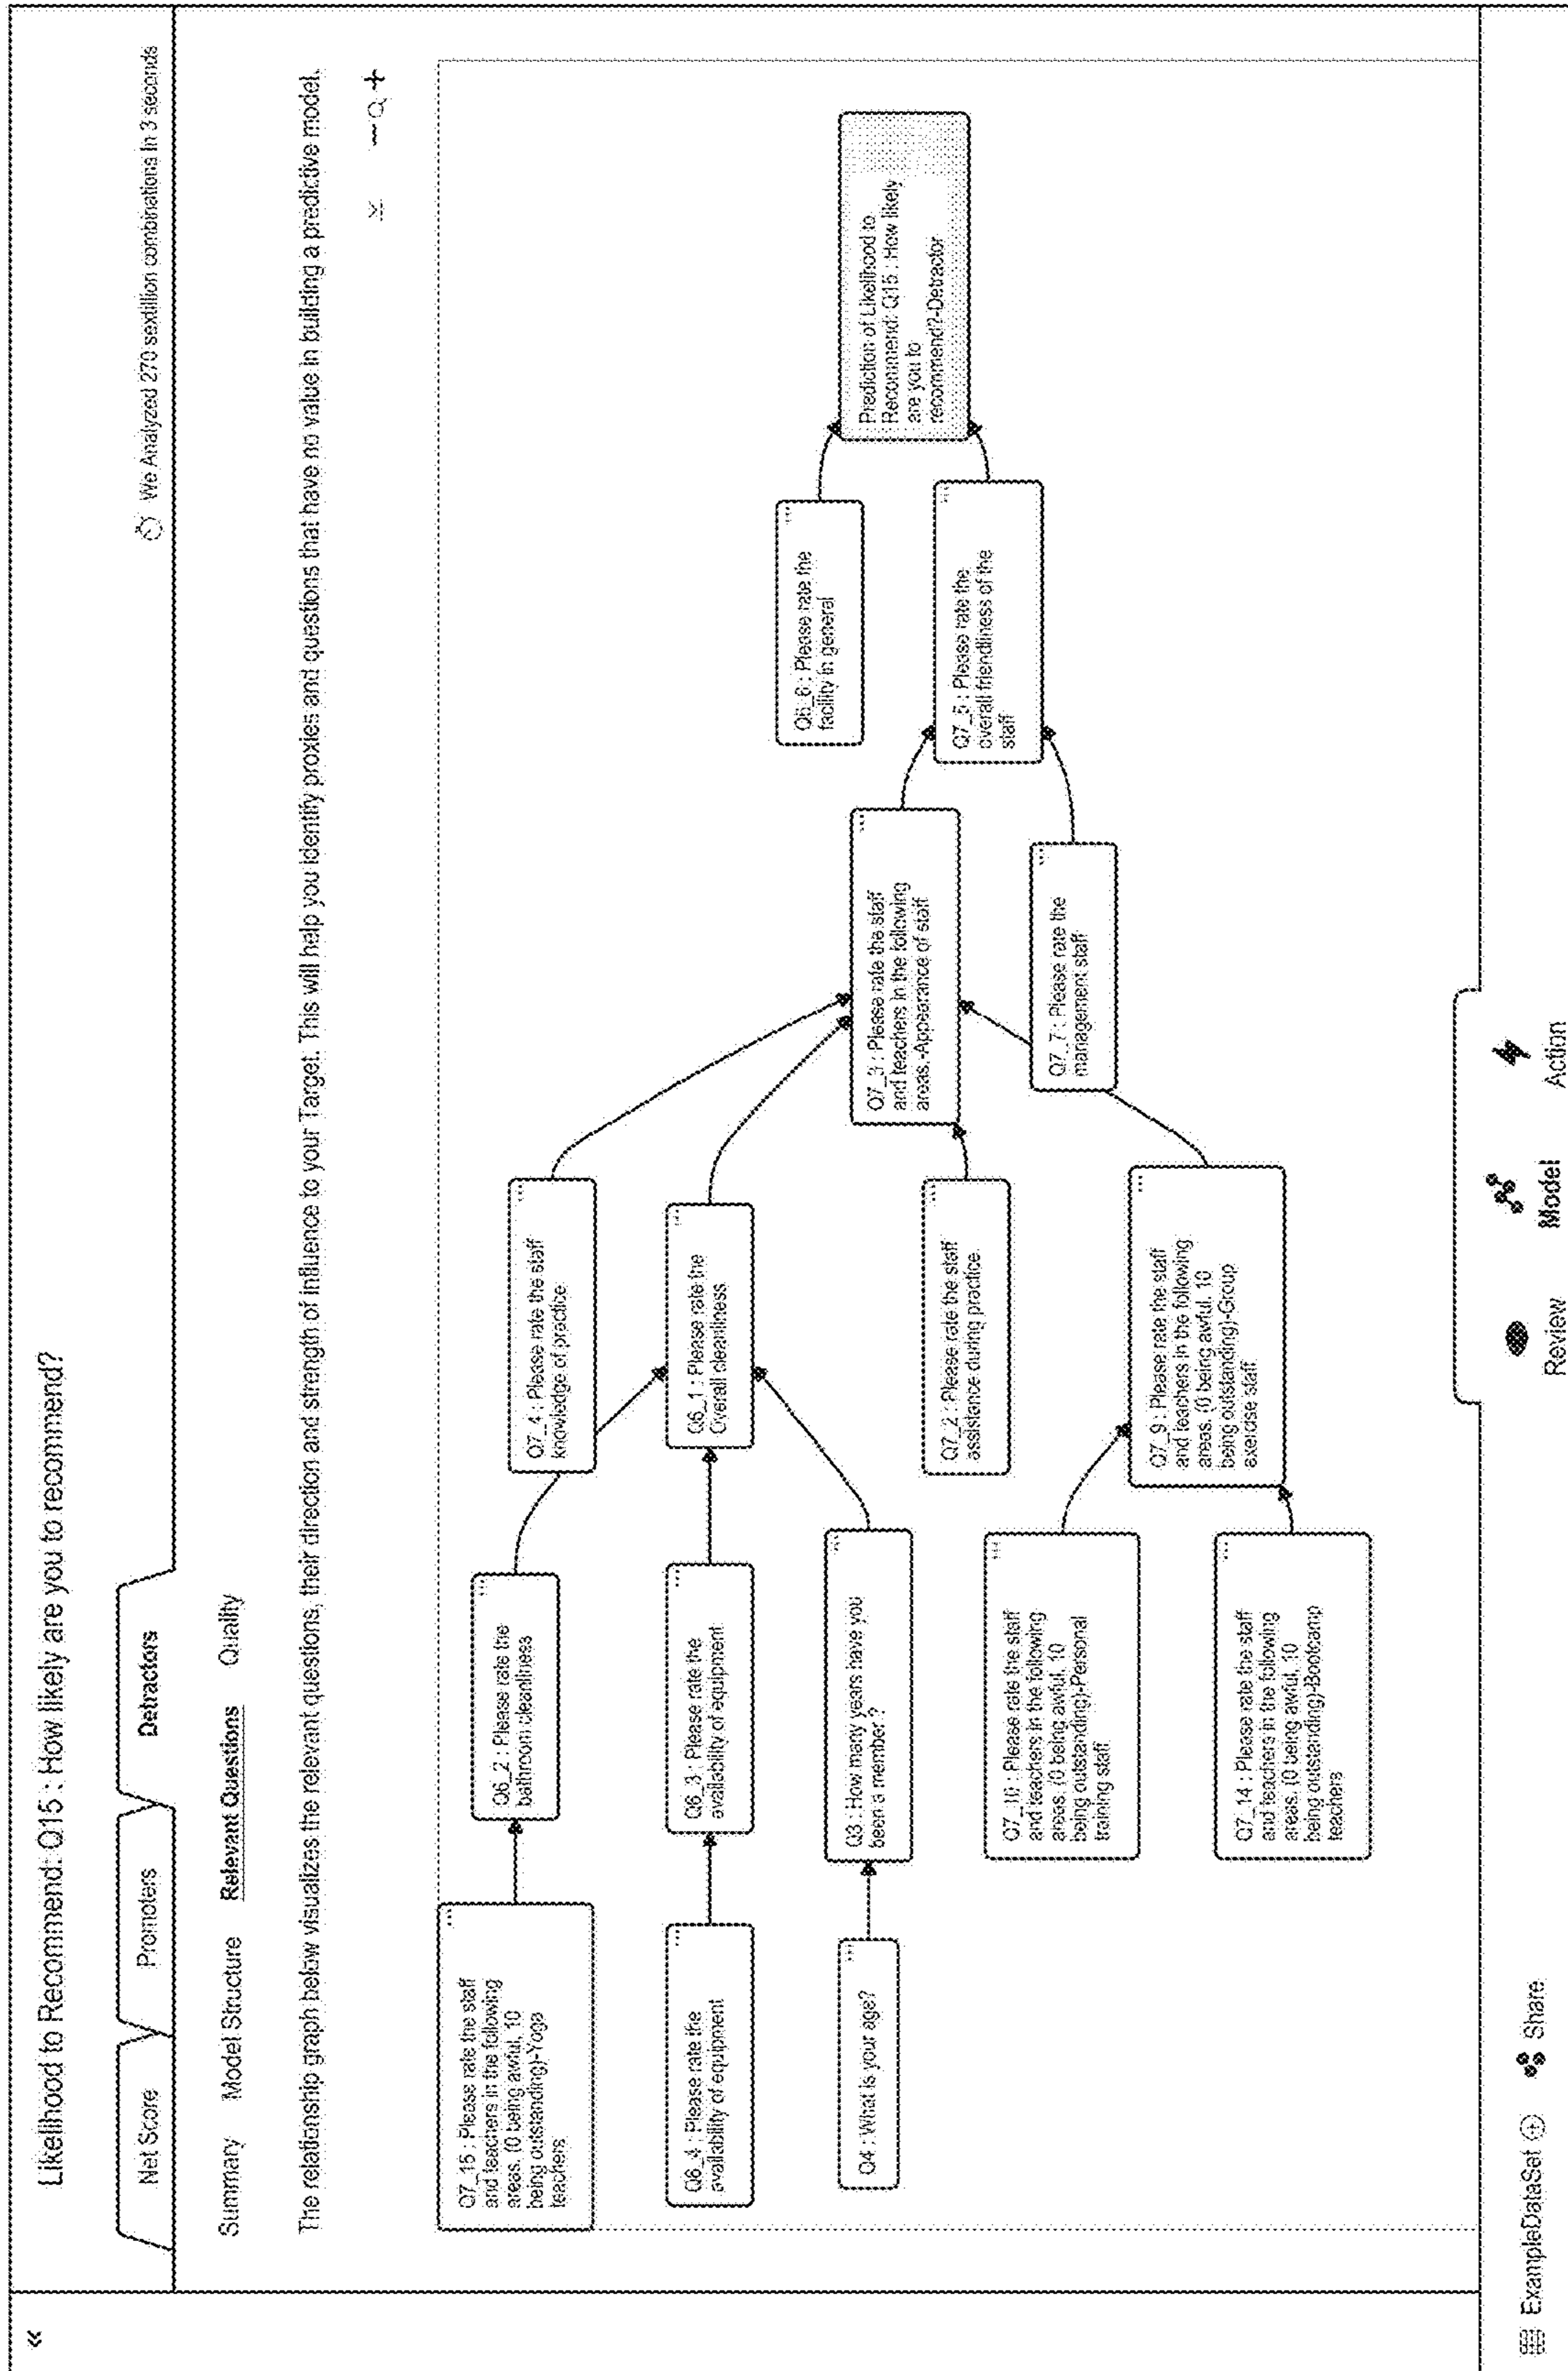 «
Likelihood to Recommend: Q15 : How likely are you to recommend?
Net Score
Promoters
Detractors
We Analyzed 270 sextillion combinations in 3 seconds
Summary
Model Structure
Relevant Questions
Quality
The relationship graph below visualizes the relevant questions, their direction and strength of influence to your Target. This will help you identify proxies and questions that have no value in building a predictive model.
Q7_15 : Please rate the staff
and teachers in the following
areas. (0 being awful, 10
being outstanding)-Yoga
teachers
Q6_2 : Please rate the
bathroom cleanliness
Q7_4 : Please rate the staff
knowledge of practice
Q6_4 : Please rate the
availability of equipment
Q6_3 : Please rate the
availability of equipment
Q6_1 : Please rate the
Overall cleanliness
Q4 : What is your age?
Q3 : How many years have you
been a member?
Q7_2 : Please rate the staff
assistance during practice
Q7_10 : Please rate the staff
and teachers in the following
areas. (0 being awful, 10
being outstanding)-Personal
training staff
Q7_14 : Please rate the staff
and teachers in the following
areas. (0 being awful, 10
being outstanding)-Bootcamp
teachers
Q7_9 : Please rate the staff
and teachers in the following
areas. (0 being awful, 10
being outstanding)-Group
exercise staff
Q7_3 : Please rate the staff
and teachers in the following
areas.-Appearance of staff
Q7_7 : Please rate the
management staff
Q6_6 : Please rate the
facility in general
Q7_5 : Please rate the
overall friendliness of the
staff
Prediction of Likelihood to
Recommend: Q15 : How likely
are you to
recommend?-Detractor
ExampleDataSet
Share
Review
Model
Action